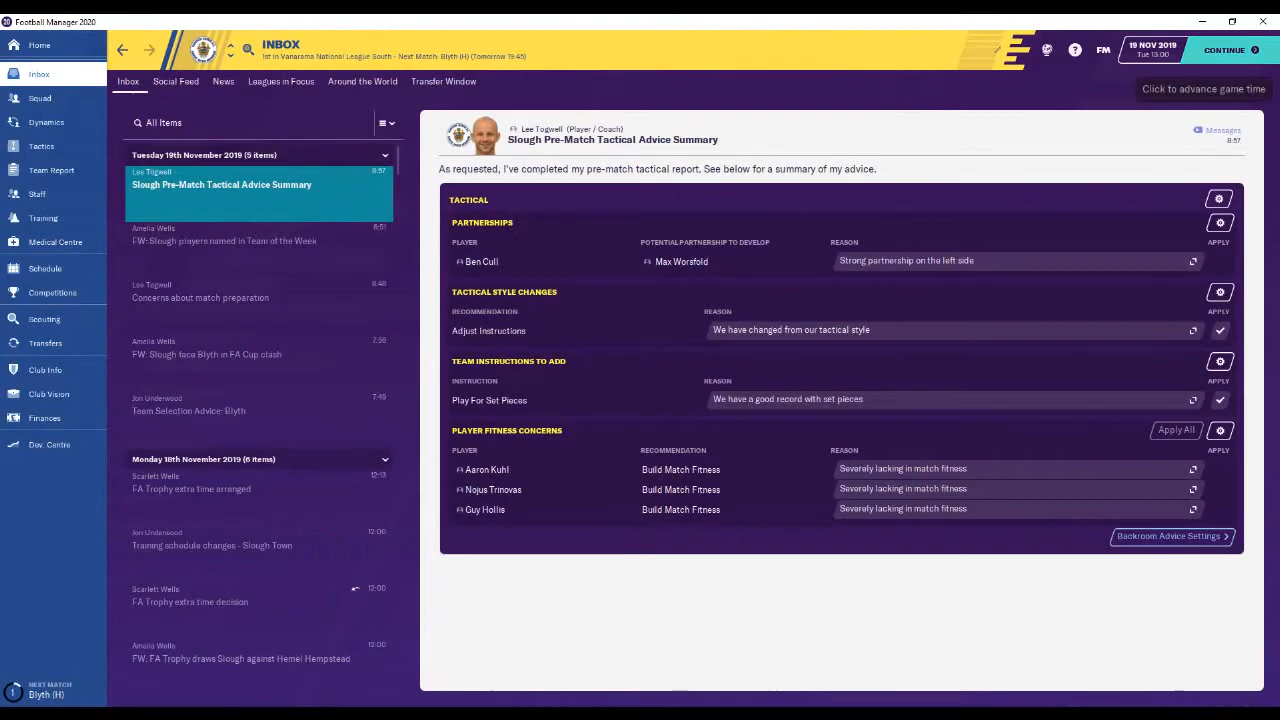 Football Manager 2020
Home
Inbox
Squad
Dynamics
Tactics
Team Report
Staff
Training
Medical Centre
Schedule
Competitions
Scouting
Transfers
Club Info
Club Vision
Finances
Dev. Centre
1
NEXT MATCH
Blyth (H)
INBOX
1st in Vanarama National League South - Next Match: Blyth (H) (Tomorrow 19:45)
FM
19 NOV 2019
Tue 13:00
CONTINUE
Click to advance game time
Inbox
Social Feed
News
Leagues in Focus
Around the World
Transfer Window
All Items
Tuesday 19th November 2019 (5 items)
Lee Togwell 8:57
Slough Pre-Match Tactical Advice Summary
Amelia Wells 8:51
FW: Slough players named in Team of the Week
Lee Togwell 8:48
Concerns about match preparation
Amelia Wells 7:56
FW: Slough face Blyth in FA Cup clash
Jon Underwood 7:49
Team Selection Advice: Blyth
Monday 18th November 2019 (6 items)
Scarlett Wells 12:13
FA Trophy extra time arranged
Jon Underwood 12:00
Training schedule changes - Slough Town
Scarlett Wells 12:00
FA Trophy extra time decision
Amelia Wells 12:00
FW: FA Trophy draws Slough against Hemel Hempstead
Lee Togwell (Player / Coach)
Slough Pre-Match Tactical Advice Summary
Messages
8:57
As requested, I've completed my pre-match tactical report. See below for a summary of my advice.
TACTICAL
PARTNERSHIPS
PLAYER POTENTIAL PARTNERSHIP TO DEVELOP REASON APPLY
Ben Cull Max Worsfold Strong partnership on the left side
TACTICAL STYLE CHANGES
RECOMMENDATION REASON APPLY
Adjust Instructions We have changed from our tactical style
TEAM INSTRUCTIONS TO ADD
INSTRUCTION REASON APPLY
Play For Set Pieces We have a good record with set pieces
PLAYER FITNESS CONCERNS Apply All
PLAYER RECOMMENDATION REASON APPLY
Aaron Kuhl Build Match Fitness Severely lacking in match fitness
Nojus Trinovas Build Match Fitness Severely lacking in match fitness
Guy Hollis Build Match Fitness Severely lacking in match fitness
Backroom Advice Settings